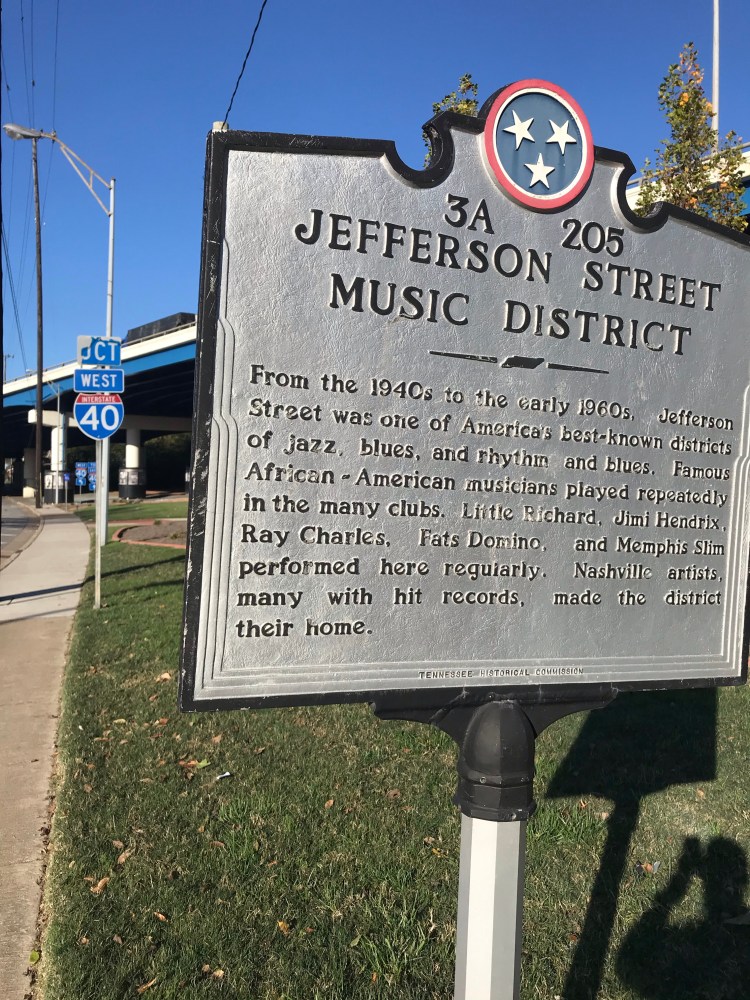 3A 205
JEFFERSON STREET
MUSIC DISTRICT
From the 1940s to the early 1960s, Jefferson
Street was one of America's best-known districts
of jazz, blues, and rhythm and blues. Famous
African-American musicians played repeatedly
in the many clubs. Little Richard, Jimi Hendrix,
Ray Charles, Fats Domino, and Memphis Slim
performed here regularly. Nashville artists,
many with hit records, made the district
their home.
TENNESSEE HISTORICAL COMMISSION
JCT
WEST
INTERSTATE
40